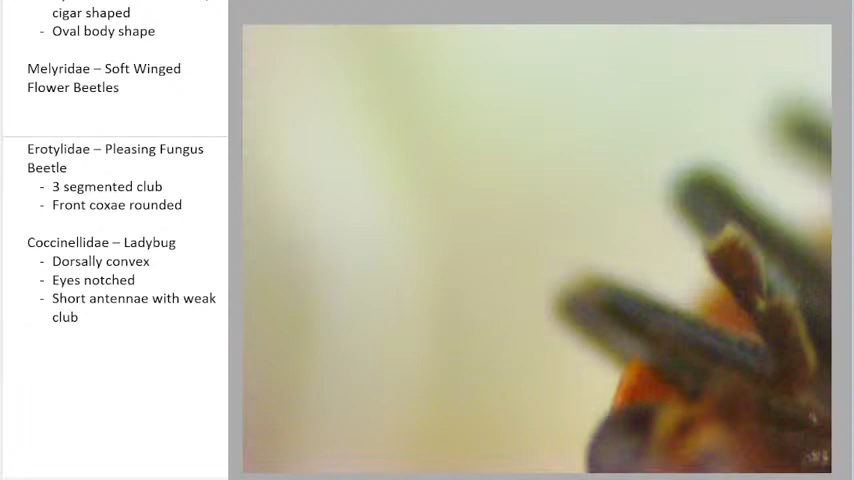 cigar shaped
- Oval body shape
Melyridae – Soft Winged
Flower Beetles
Erotylidae – Pleasing Fungus
Beetle
- 3 segmented club
- Front coxae rounded
Coccinellidae – Ladybug
- Dorsally convex
- Eyes notched
- Short antennae with weak
club